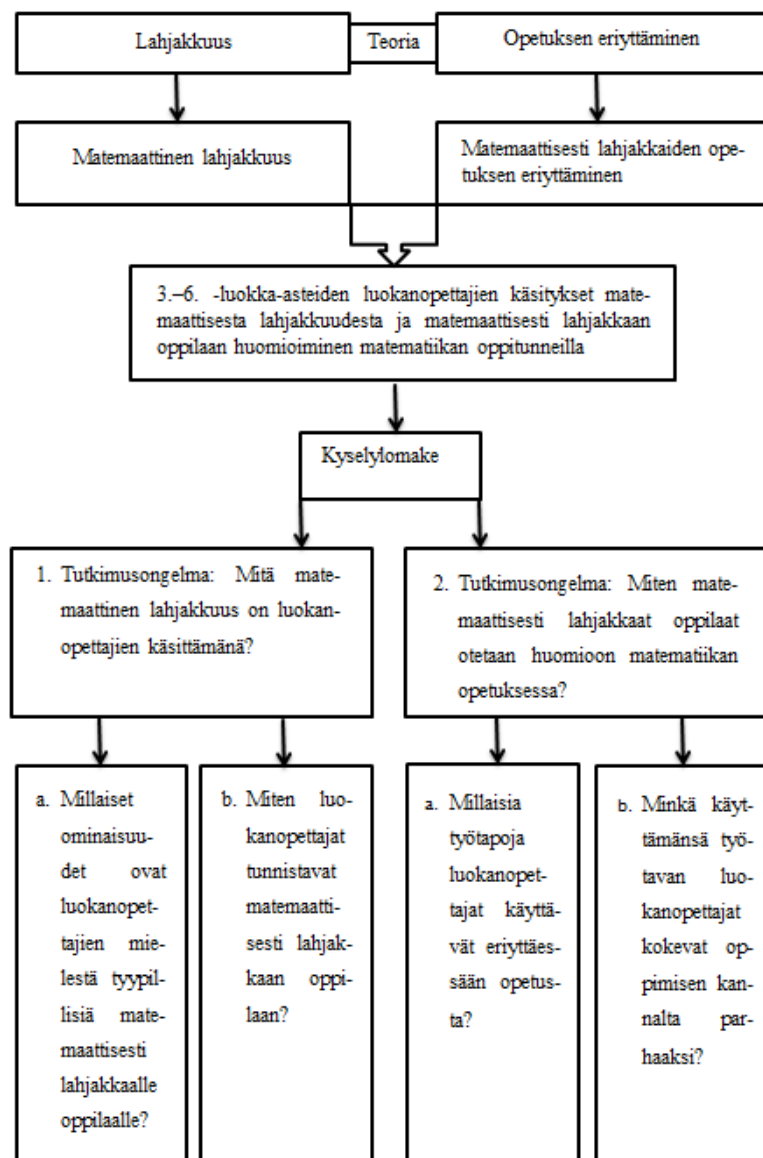 Lahjakkuus
Teoria
Opetuksen eriyttäminen
Matemaattinen lahjakkuus
Matemaattisesti lahjakkaiden ope-
tuksen eriyttäminen
3.–6. -luokka-asteiden luokanopettajien käsitykset mate-
maattisesta lahjakkuudesta ja matemaattisesti lahjakkaan
oppilaan huomioiminen matematiikan oppitunneilla
Kyselylomake
1. Tutkimusongelma: Mitä mate-
maattinen lahjakkuus on luokan-
opettajien käsittämänä?
2. Tutkimusongelma: Miten mate-
maattisesti lahjakkaat oppilaat
otetaan huomioon matematiikan
opetuksessa?
a. Millaiset
ominaisuu-
det ovat
luokanopet-
tajien mie-
lestä tyypil-
lisiä mate-
maattisesti
lahjakkaalle
oppilaalle?
b. Miten luo-
kanopettajat
tunnistavat
matemaatti-
sesti lahjak-
kaan oppi-
laan?
a. Millaisia
työtapoja
luokanopet-
tajat käyttä-
vät eriyttäes-
sään opetus-
ta?
b. Minkä käyt-
tämänsä työ-
tavan luo-
kanopettajat
kokevat op-
pimisen kan-
nalta par-
haaksi?